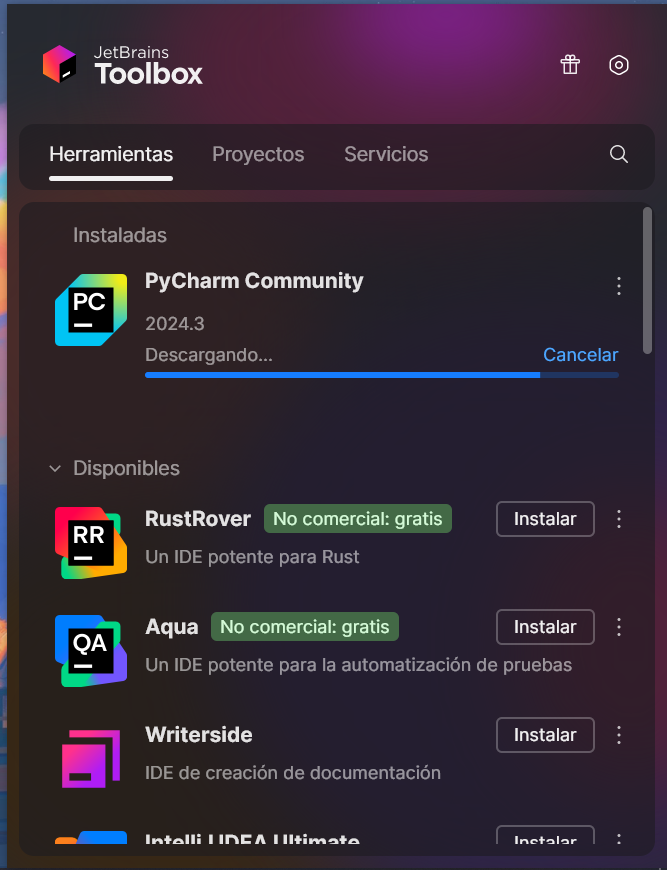 JetBrains
Toolbox
Herramientas Proyectos Servicios
Instaladas
PC
PyCharm Community
2024.3
Descargando... Cancelar
Disponibles
RR
RustRover No comercial: gratis Instalar
Un IDE potente para Rust
QA
Aqua No comercial: gratis Instalar
Un IDE potente para la automatización de pruebas
Writerside Instalar
IDE de creación de documentación
IntelliJ IDEA Ultimate Instalar